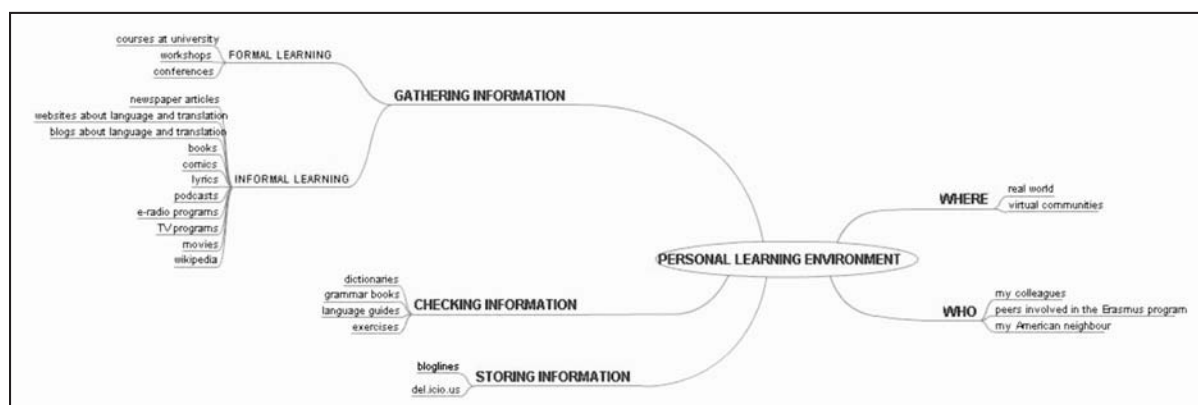 courses at university
workshops
conferences
FORMAL LEARNING
GATHERING INFORMATION
newspaper articles
websites about language and translation
blogs about language and translation
books
comics
lyrics
podcasts
e-radio programs
TV programs
movies
wikipedia
INFORMAL LEARNING
PERSONAL LEARNING ENVIRONMENT
WHERE
real world
virtual communities
dictionaries
grammar books
language guides
exercises
CHECKING INFORMATION
WHO
my colleagues
peers involved in the Erasmus program
my American neighbour
bloglines
del.icio.us
STORING INFORMATION